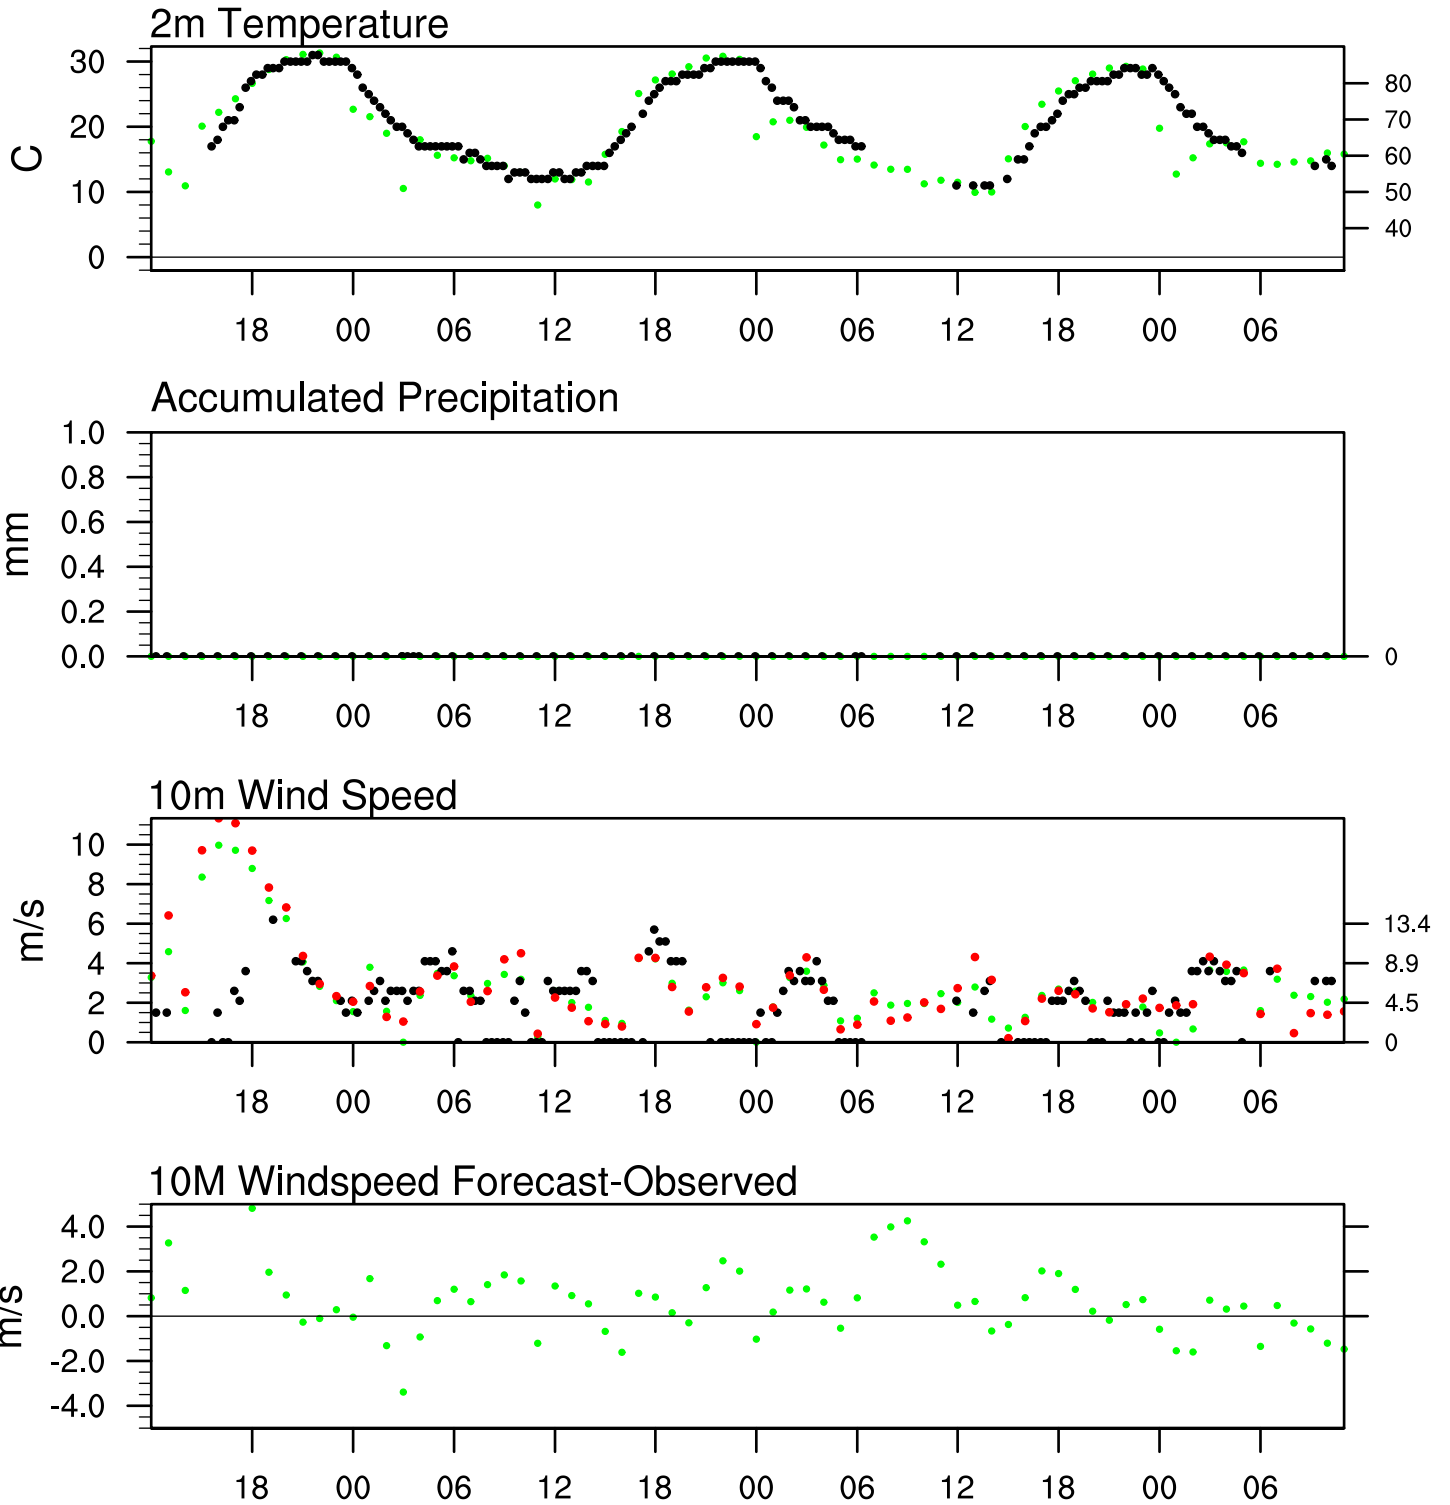 2m Temperature
30
20
10
0
C
80
70
60
50
40
18 00 06 12 18 00 06 12 18 00 06
Accumulated Precipitation
1.0
0.8
0.6
0.4
0.2
0.0
mm
0
18 00 06 12 18 00 06 12 18 00 06
10m Wind Speed
10
8
6
4
2
0
m/s
13.4
8.9
4.5
0
18 00 06 12 18 00 06 12 18 00 06
10M Windspeed Forecast-Observed
4.0
2.0
0.0
-2.0
-4.0
m/s
18 00 06 12 18 00 06 12 18 00 06